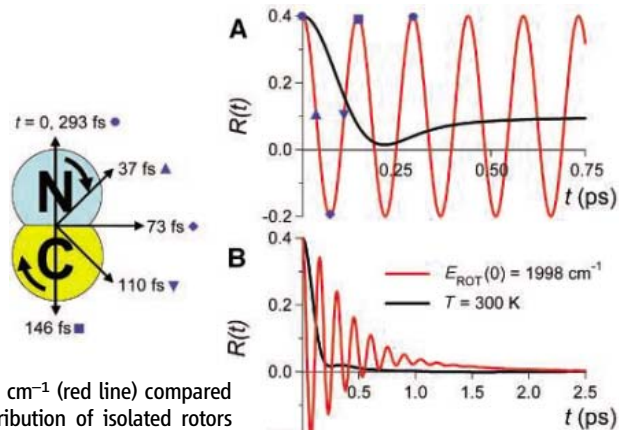 t = 0, 293 fs
N
37 fs
73 fs
C
110 fs
146 fs
cm⁻¹ (red line) compared
ribution of isolated rotors
A
0.4
0.2
0.0
-0.2
R(t)
0.25
0.50
0.75
t (ps)
B
0.4
0.2
0.0
R(t)
E_ROT(0) = 1998 cm⁻¹
T = 300 K
0.5
1.0
1.5
2.0
2.5
t (ps)